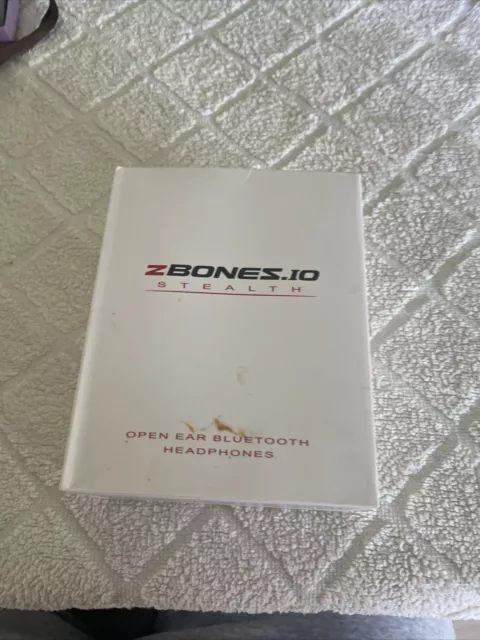 ZBONES.IO
STEALTH
OPEN EAR BLUETOOTH
HEADPHONES